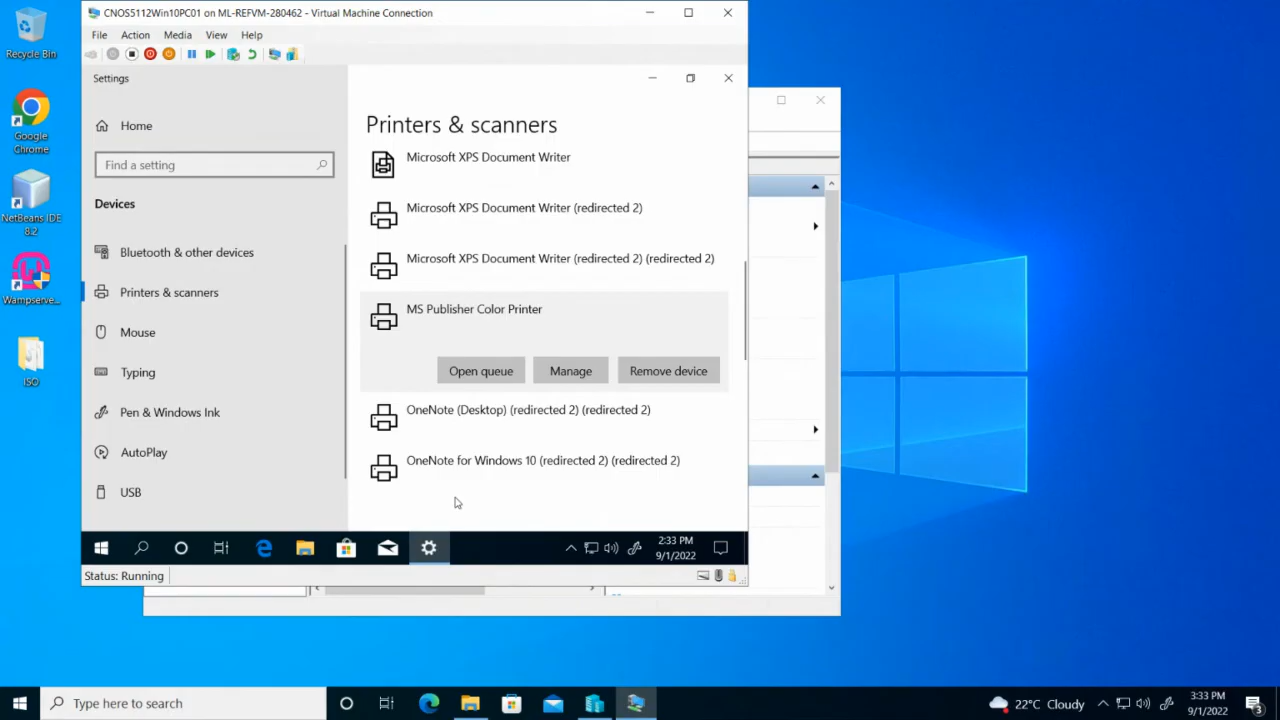 Recycle Bin
Google
Chrome
NetBeans IDE
8.2
Wampserve...
ISO
CNOS5112Win10PC01 on ML-REFVM-280462 - Virtual Machine Connection
File Action Media View Help
Settings
Home
Find a setting
Devices
Bluetooth & other devices
Printers & scanners
Mouse
Typing
Pen & Windows Ink
AutoPlay
USB
Printers & scanners
Microsoft XPS Document Writer
Microsoft XPS Document Writer (redirected 2)
Microsoft XPS Document Writer (redirected 2) (redirected 2)
MS Publisher Color Printer
Open queue Manage Remove device
OneNote (Desktop) (redirected 2) (redirected 2)
OneNote for Windows 10 (redirected 2) (redirected 2)
2:33 PM
9/1/2022
Status: Running
Type here to search
22°C Cloudy
3:33 PM
9/1/2022
3